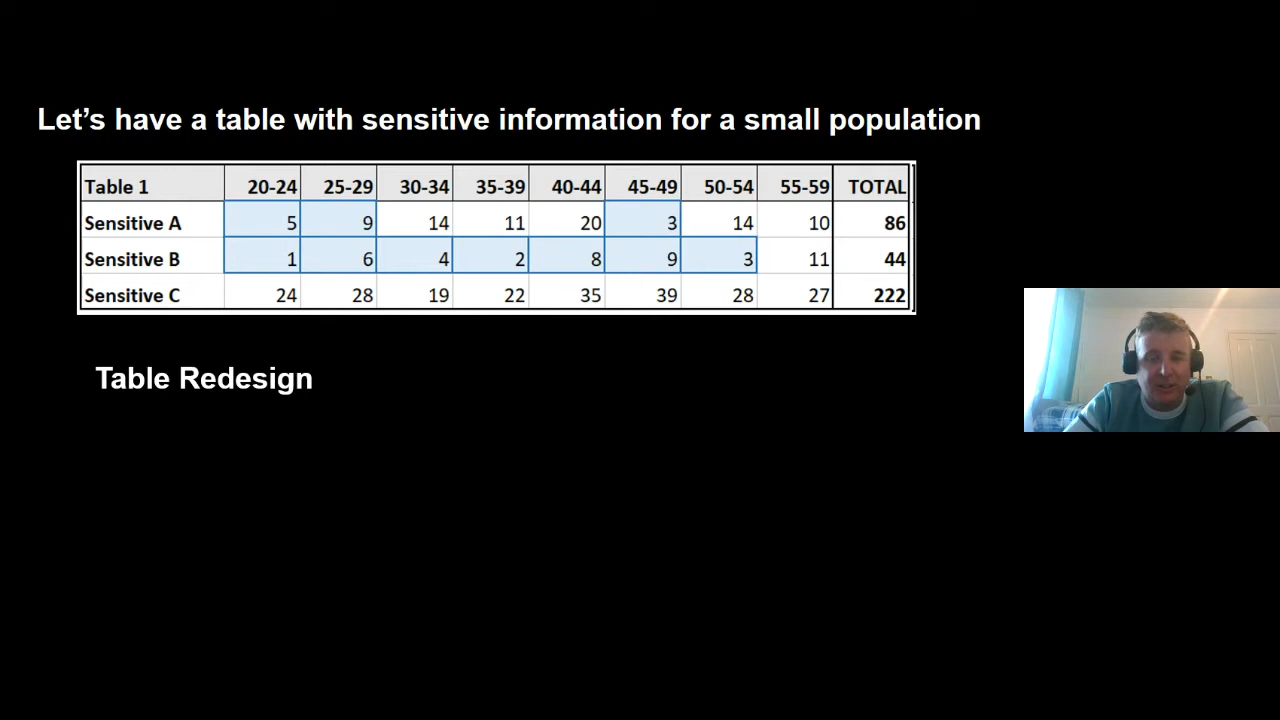 Let’s have a table with sensitive information for a small population
Table 1 20-24 25-29 30-34 35-39 40-44 45-49 50-54 55-59 TOTAL
Sensitive A 5 9 14 11 20 3 14 10 86
Sensitive B 1 6 4 2 8 9 3 11 44
Sensitive C 24 28 19 22 35 39 28 27 222
Table Redesign